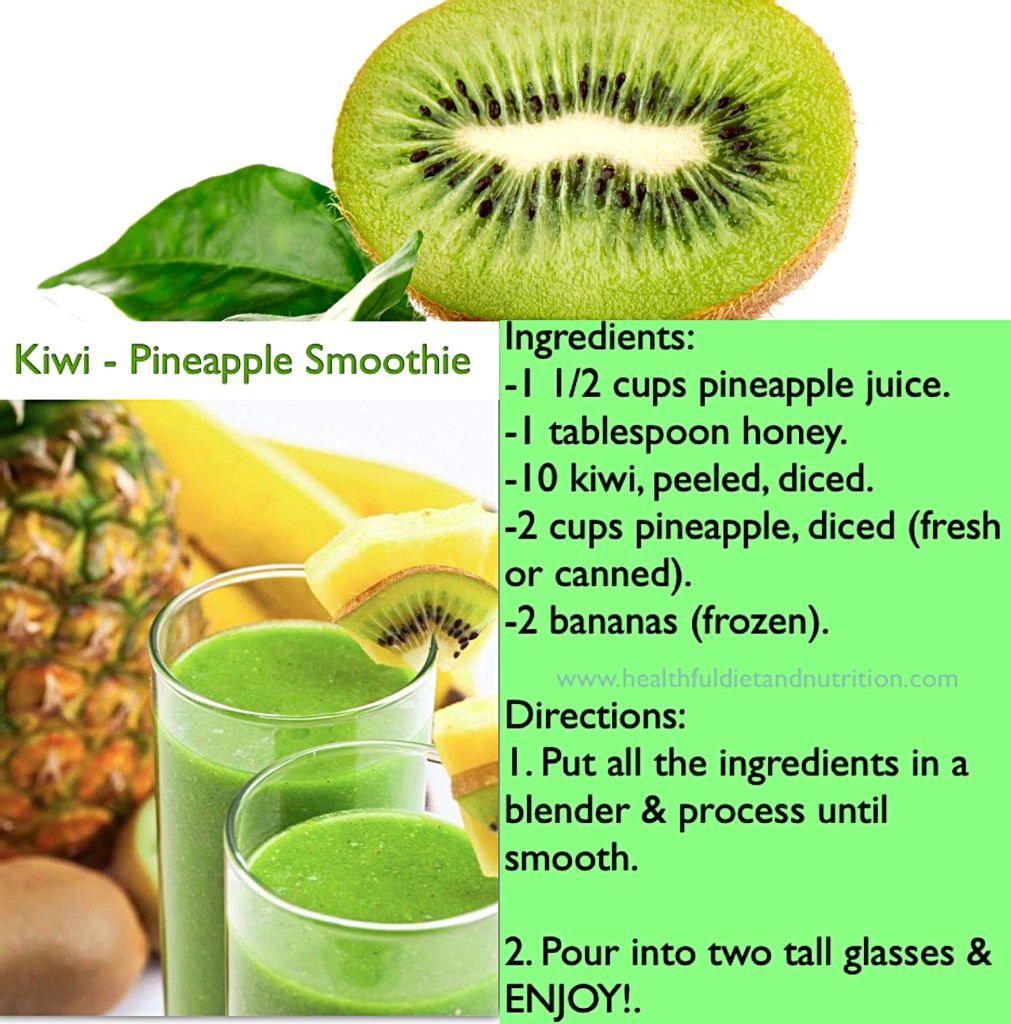 Kiwi - Pineapple Smoothie
Ingredients:
-1 1/2 cups pineapple juice.
-1 tablespoon honey.
-10 kiwi, peeled, diced.
-2 cups pineapple, diced (fresh
or canned).
-2 bananas (frozen).
www.healthfuldietandnutrition.com
Directions:
1. Put all the ingredients in a
blender & process until
smooth.
2. Pour into two tall glasses &
ENJOY!.